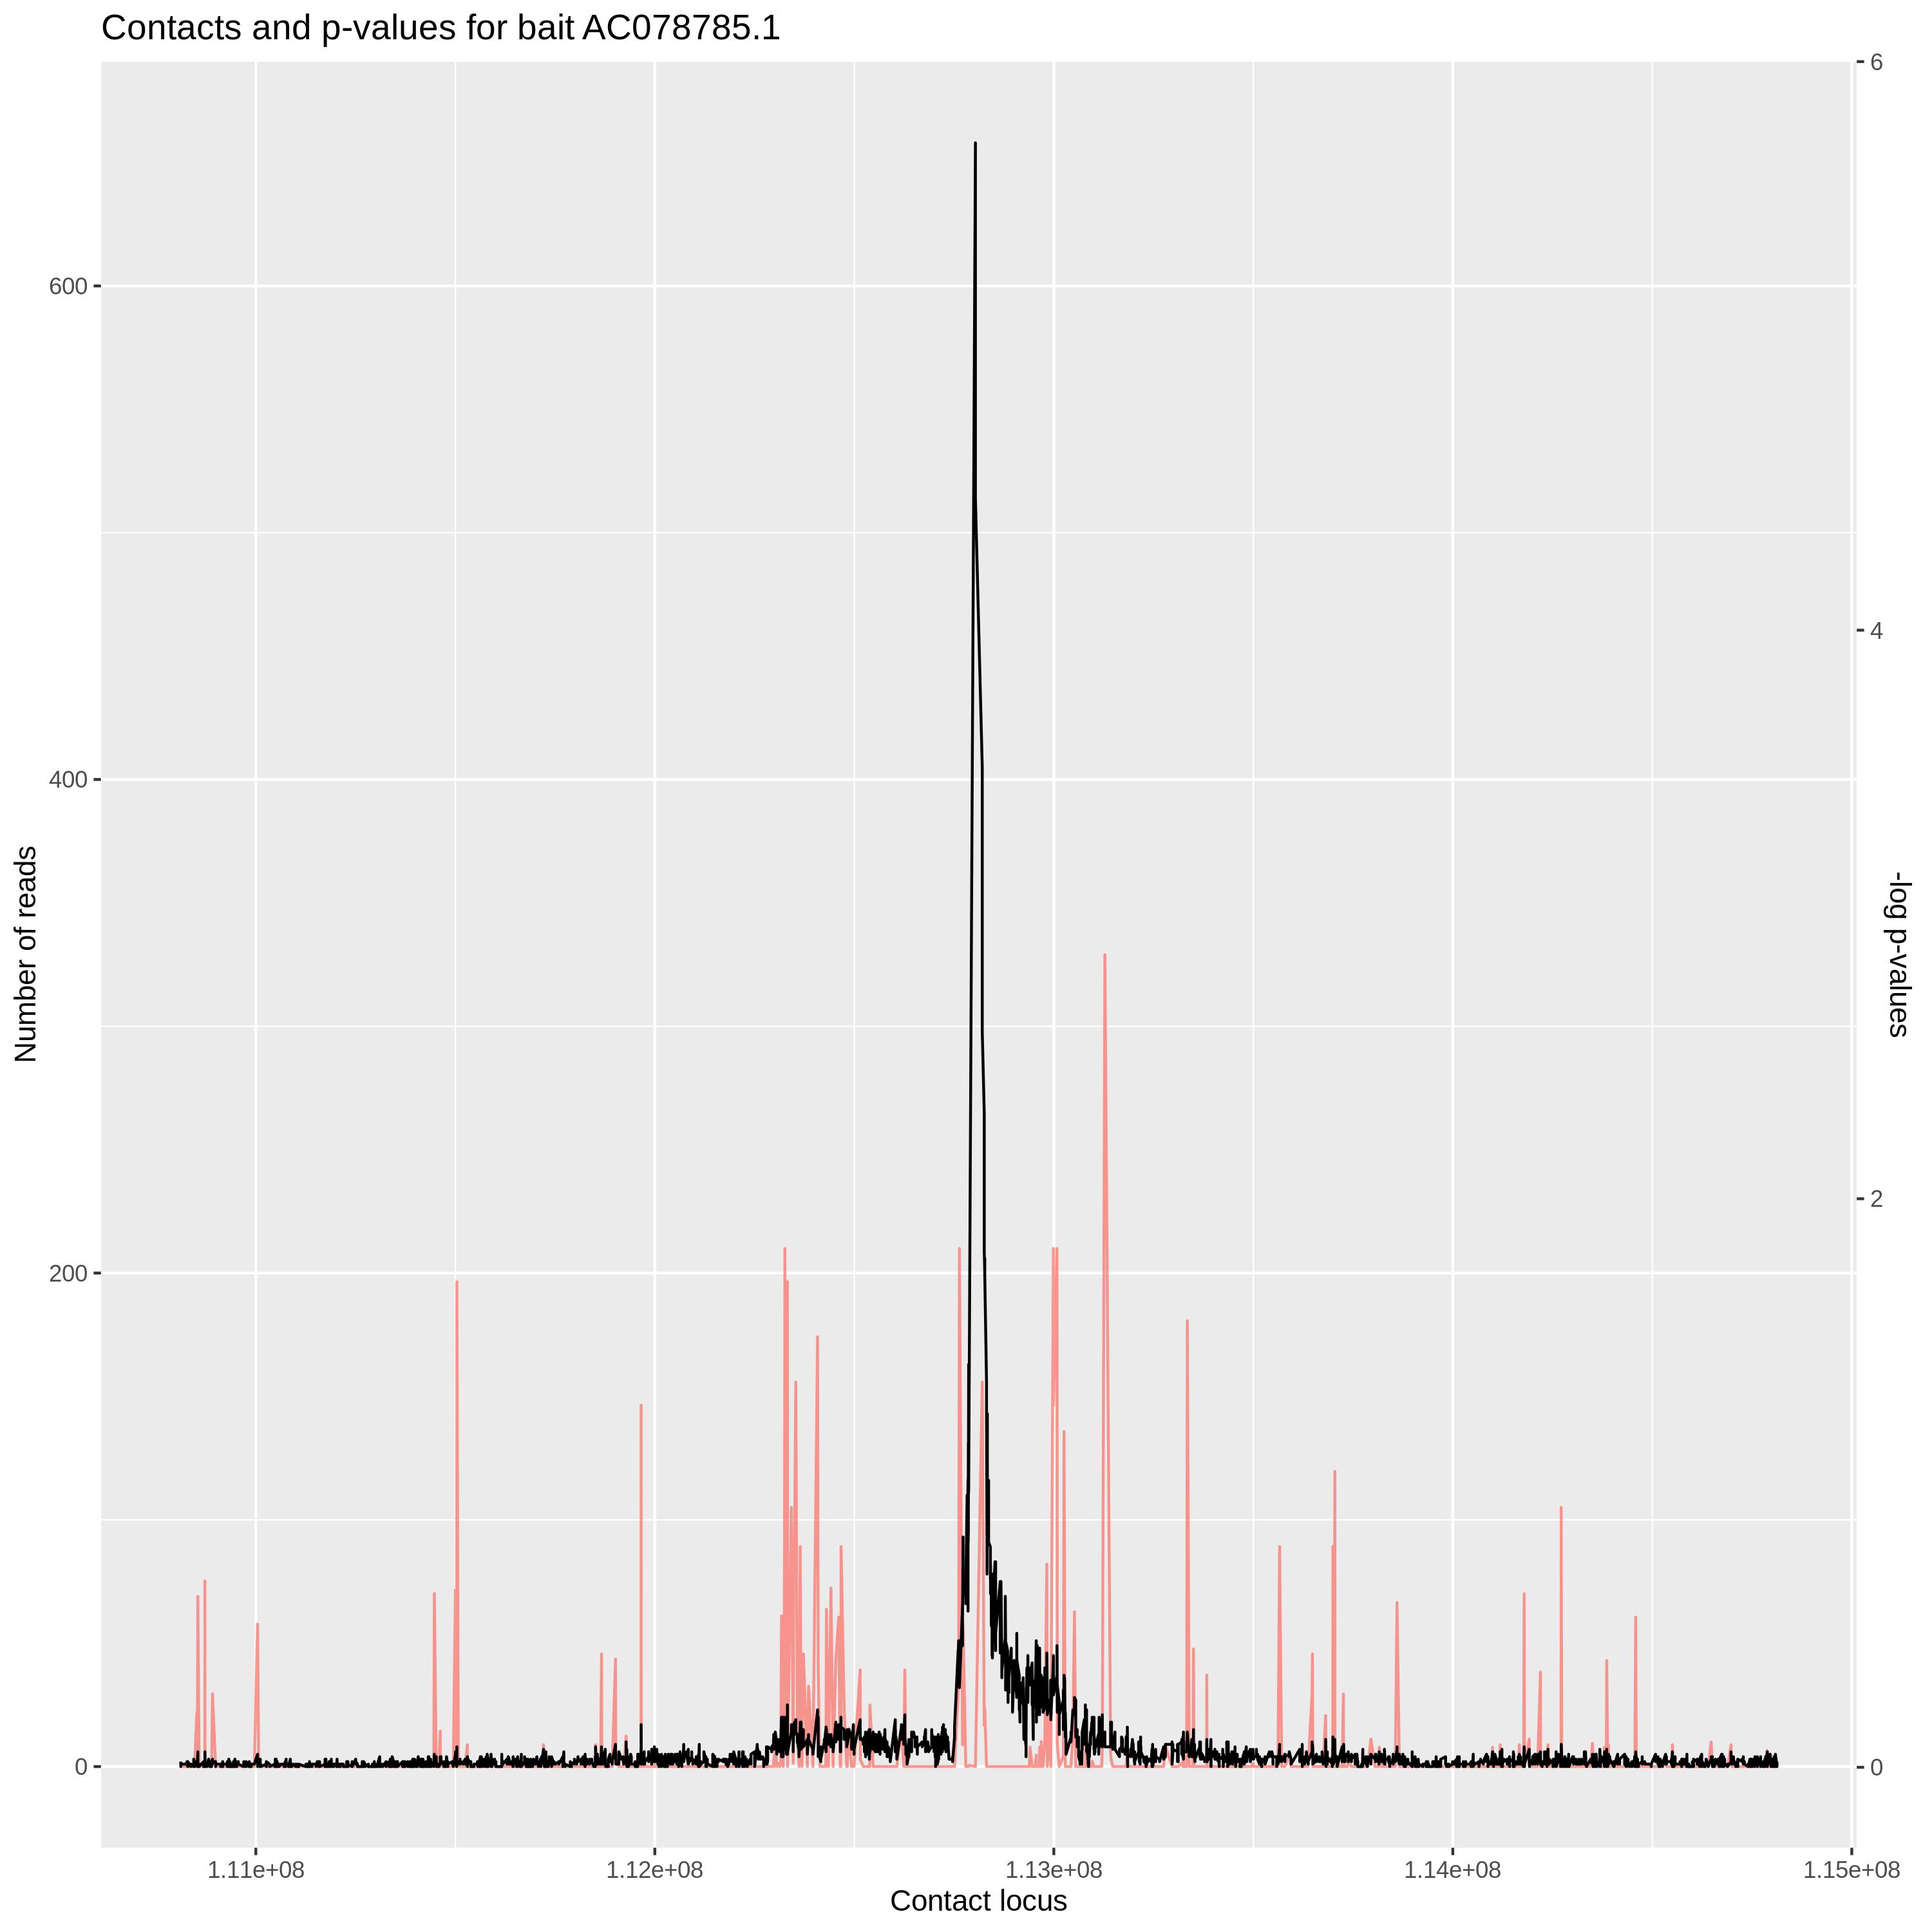 Contacts and p-values for bait AC078785.1
6
600
4
400
Number of reads
-log p-values
2
200
0
0
1.11e+08
1.12e+08
1.13e+08
1.14e+08
1.15e+08
Contact locus